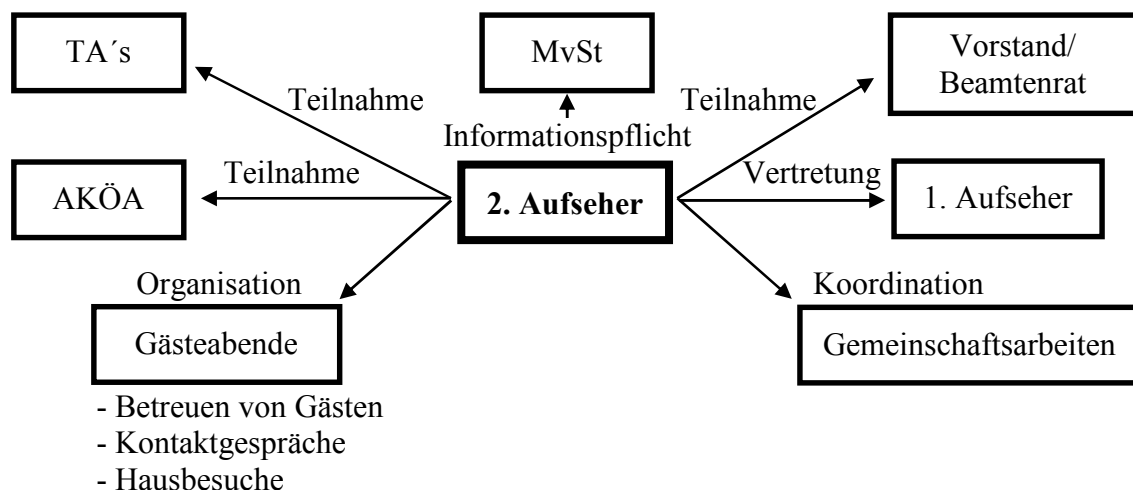 TA´s
MvSt
Vorstand/
Beamtenrat
Teilnahme
Teilnahme
Informationspflicht
AKÖA
Teilnahme
2. Aufseher
Vertretung
1. Aufseher
Organisation
Koordination
Gästeabende
Gemeinschaftsarbeiten
- Betreuen von Gästen
- Kontaktgespräche
- Hausbesuche